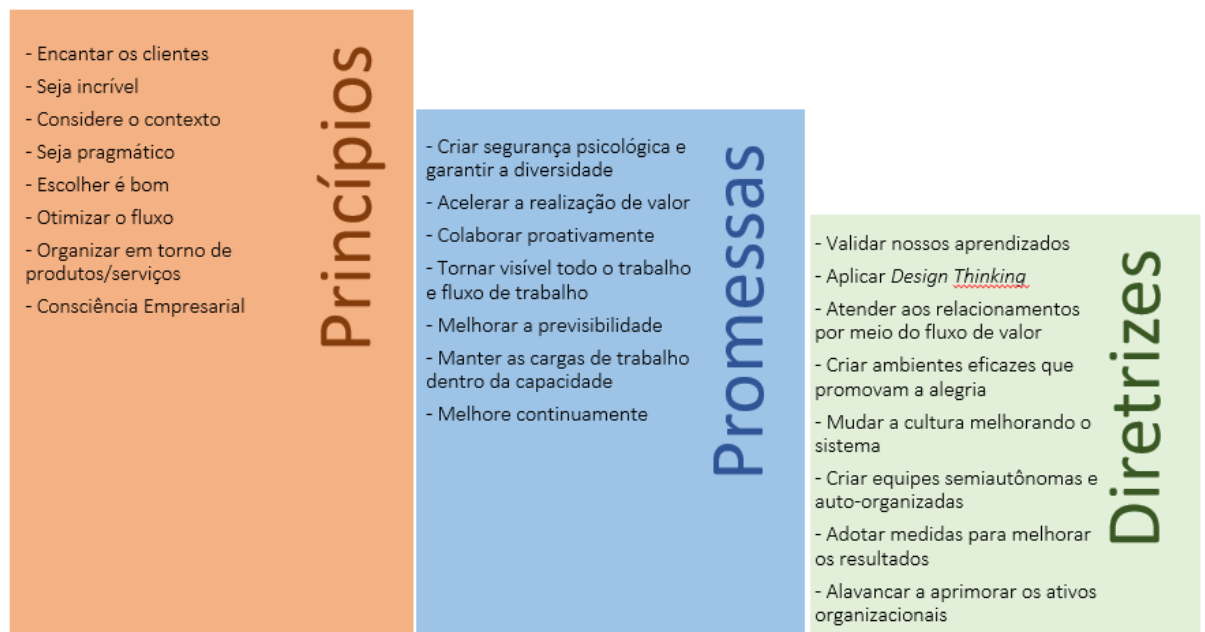 - Encantar os clientes
- Seja incrível
- Considere o contexto
- Seja pragmático
- Escolher é bom
- Otimizar o fluxo
- Organizar em torno de
produtos/serviços
- Consciência Empresarial
Princípios
- Criar segurança psicológica e
garantir a diversidade
- Acelerar a realização de valor
- Colaborar proativamente
- Tornar visível todo o trabalho
e fluxo de trabalho
- Melhorar a previsibilidade
- Manter as cargas de trabalho
dentro da capacidade
- Melhore continuamente
Promessas
- Validar nossos aprendizados
- Aplicar Design Thinking
- Atender aos relacionamentos
por meio do fluxo de valor
- Criar ambientes eficazes que
promovam a alegria
- Mudar a cultura melhorando o
sistema
- Criar equipes semiautônomas e
auto-organizadas
- Adotar medidas para melhorar
os resultados
- Alavancar a aprimorar os ativos
organizacionais
Diretrizes